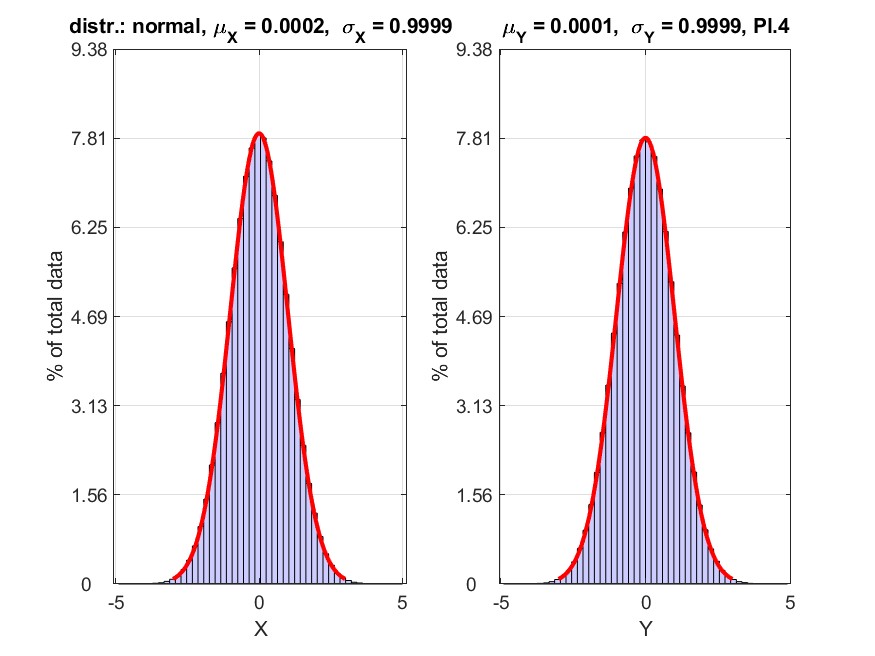 distr.: normal, μX = 0.0002, σX = 0.9999
9.38
7.81
6.25
4.69
3.13
1.56
0
% of total data
-5 0 5
X
μY = 0.0001, σY = 0.9999, Pl.4
9.38
7.81
6.25
4.69
3.13
1.56
0
% of total data
-5 0 5
Y